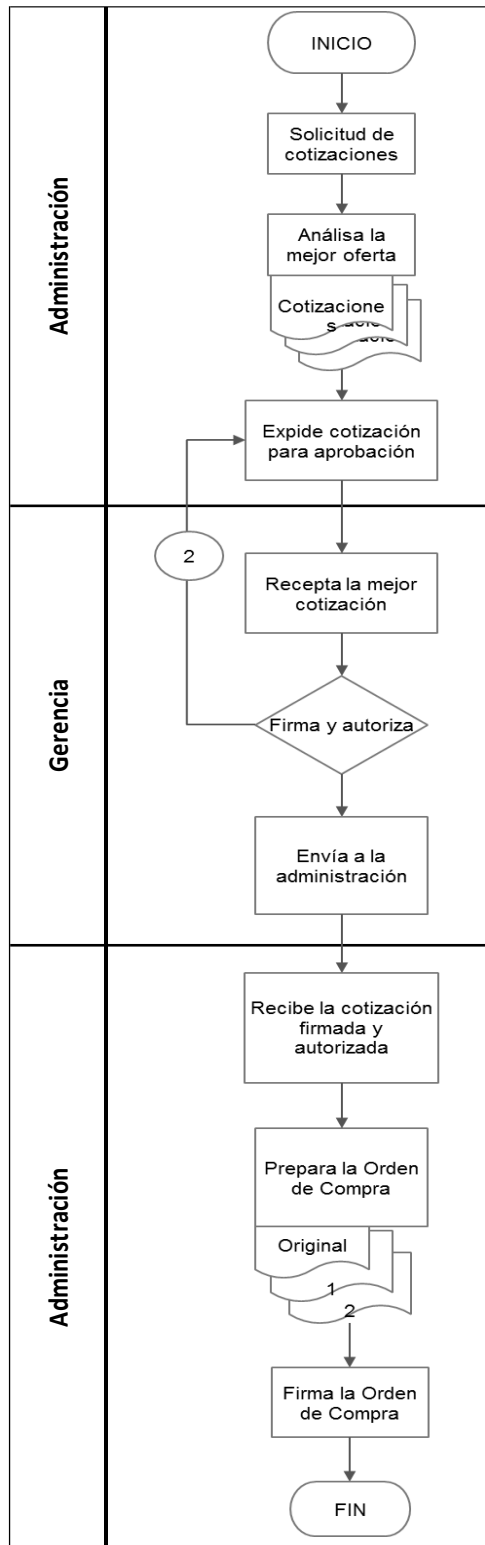 Administración
INICIO
Solicitud de
cotizaciones
Análisa la
mejor oferta
Cotizacione
s
Expide cotización
para aprobación
Gerencia
2
Recepta la mejor
cotización
Firma y autoriza
Envía a la
administración
Administración
Recibe la cotización
firmada y
autorizada
Prepara la Orden
de Compra
Original
1
2
Firma la Orden
de Compra
FIN